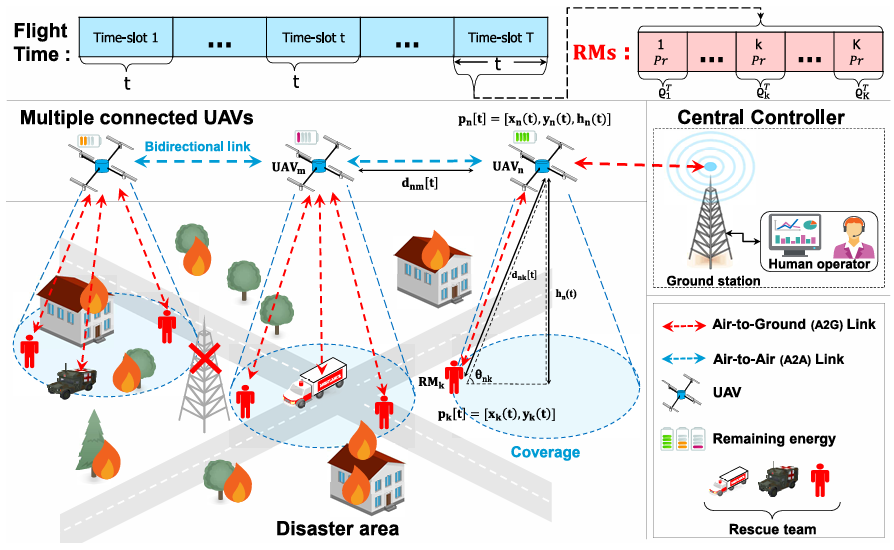 Flight
Time :
Time-slot 1
...
Time-slot t
...
Time-slot T
t
t
t
RMs :
1
Pr
...
k
Pr
...
K
Pr
ϱ₁ᵀ
ϱₖᵀ
ϱ_Kᵀ
Multiple connected UAVs
Bidirectional link
UAVₘ
dₙₘ[t]
pₙ[t] = [xₙ(t), yₙ(t), hₙ(t)]
UAVₙ
dₙₖ[t]
hₙ(t)
θₙₖ
RMₖ
pₖ[t] = [xₖ(t), yₖ(t)]
Coverage
Disaster area
Central Controller
Human operator
Ground station
Air-to-Ground (A2G) Link
Air-to-Air (A2A) Link
UAV
Remaining energy
Rescue team